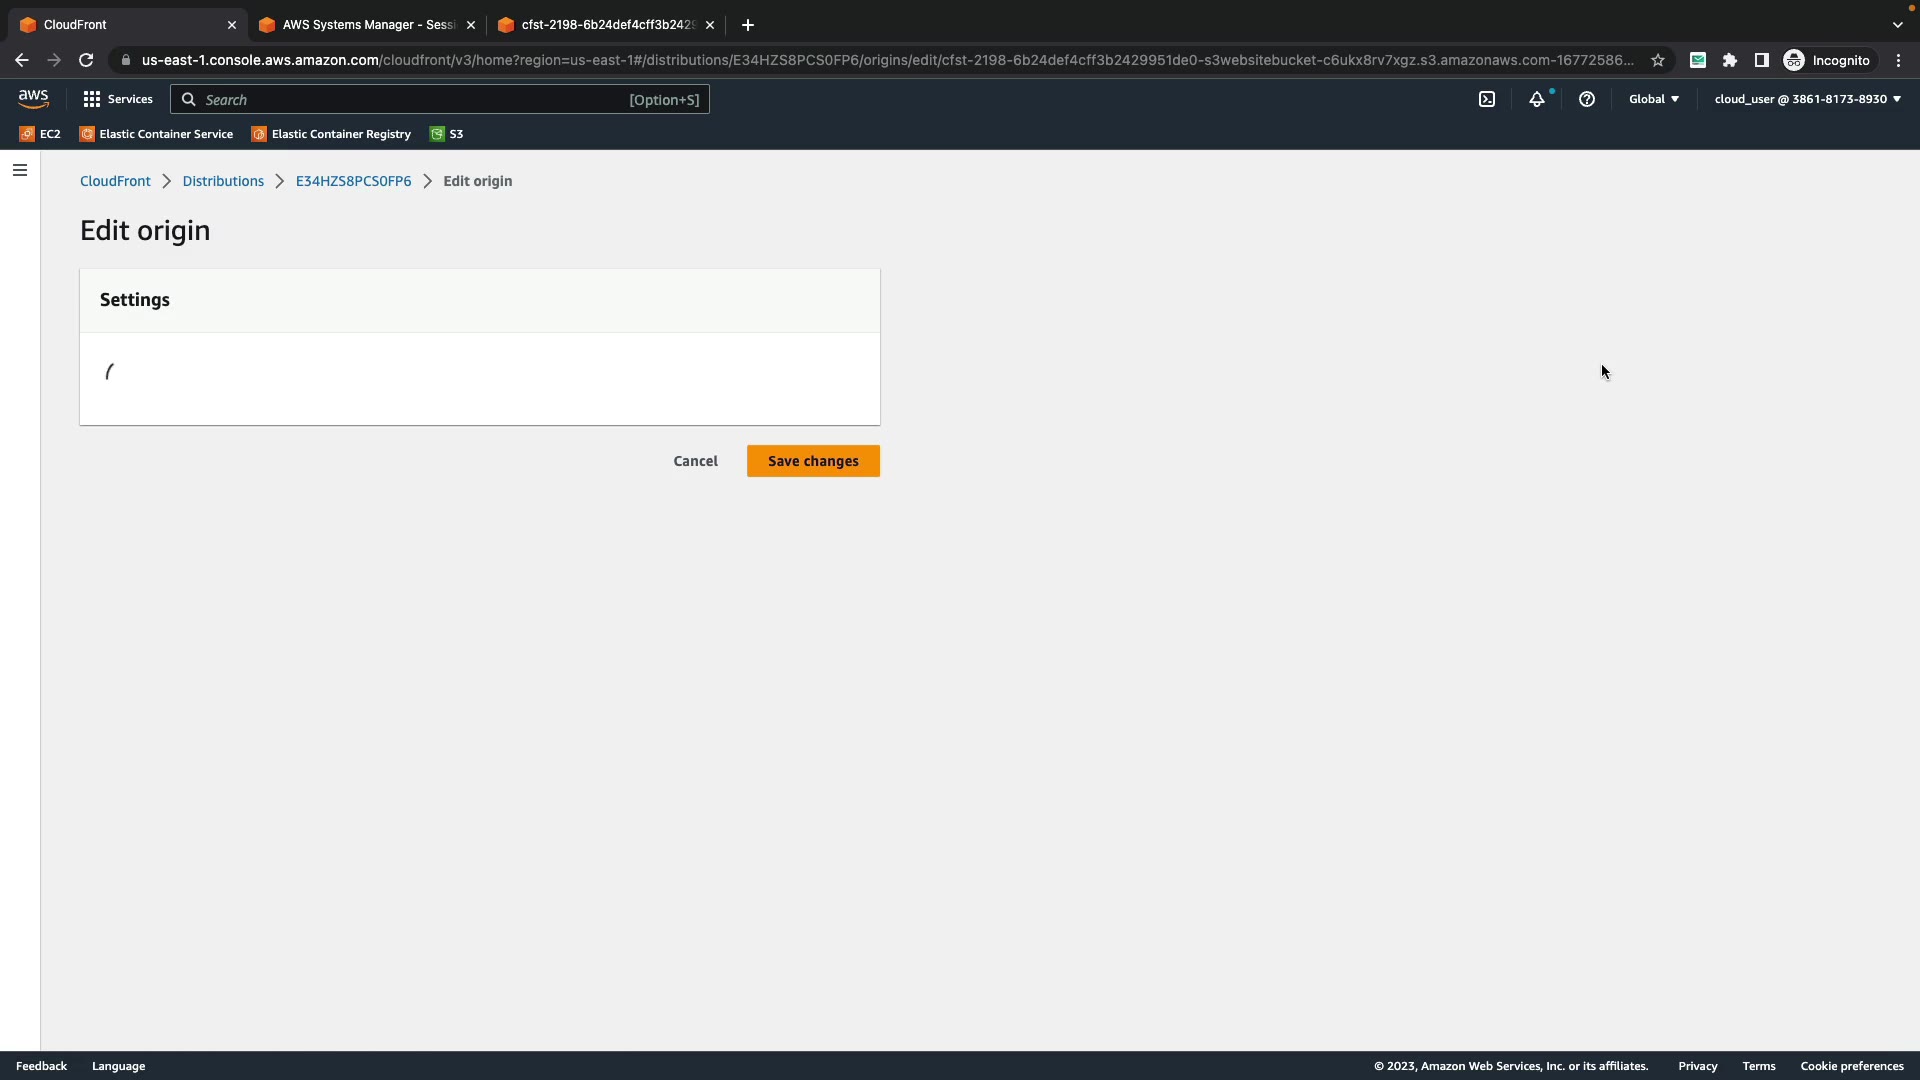 CloudFront
AWS Systems Manager - Sessi
cfst-2198-6b24def4cff3b2429
us-east-1.console.aws.amazon.com/cloudfront/v3/home?region=us-east-1#/distributions/E34HZS8PCS0FP6/origins/edit/cfst-2198-6b24def4cff3b2429951de0-s3websitebucket-c6ukx8rv7xgz.s3.amazonaws.com-16772586...
Incognito
aws
Services
Search
[Option+S]
Global
cloud_user @ 3861-8173-8930
EC2
Elastic Container Service
Elastic Container Registry
S3
CloudFront > Distributions > E34HZS8PCS0FP6 > Edit origin
Edit origin
Settings
Cancel
Save changes
Feedback
Language
© 2023, Amazon Web Services, Inc. or its affiliates.
Privacy
Terms
Cookie preferences